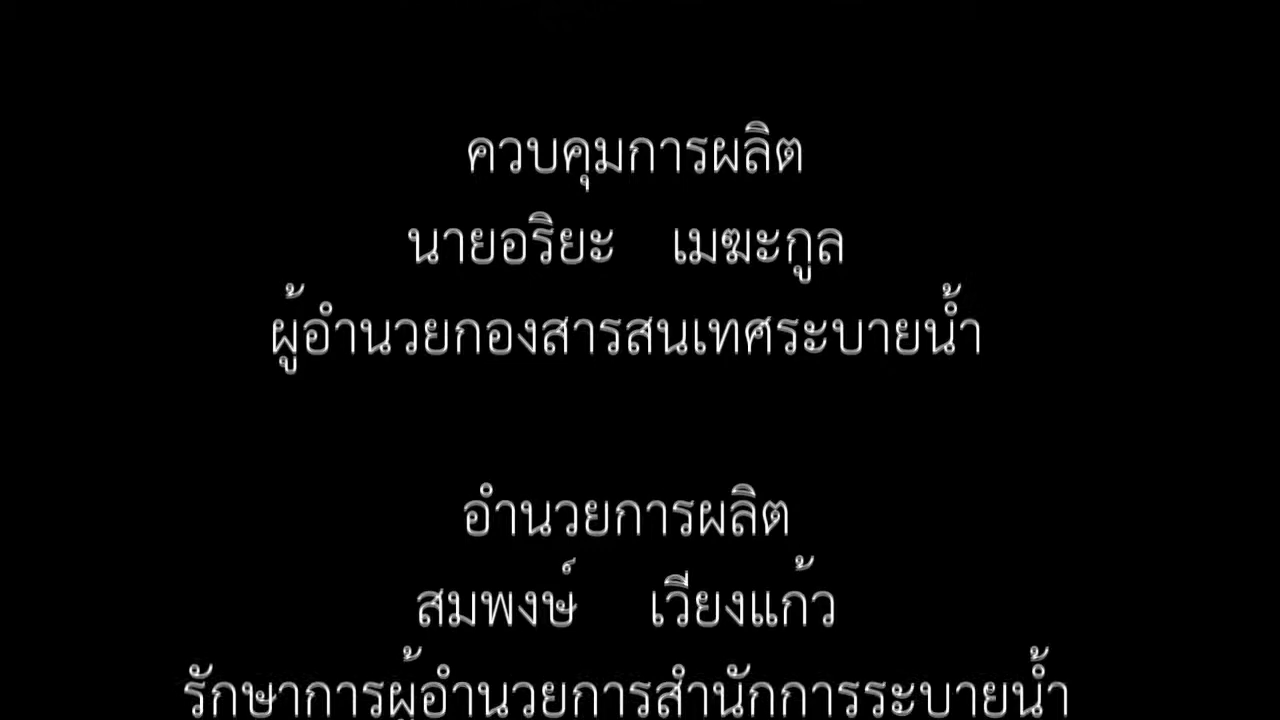 ควบคุมการผลิต
นายอริยะ เมฆะกูล
ผู้อำนวยกองสารสนเทศระบายน้ำ
อำนวยการผลิต
สมพงษ์ เวียงแก้ว
รักษาการผู้อำนวยการสำนักการระบายน้ำ